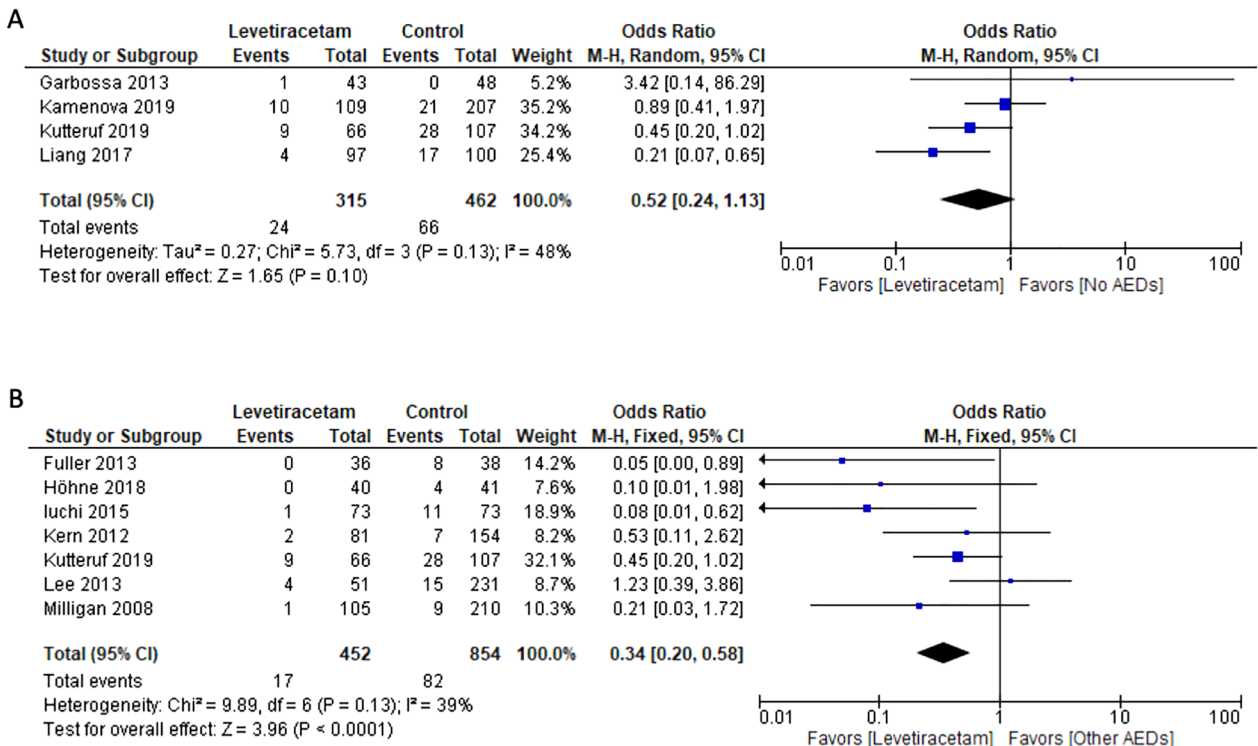 A
Levetiracetam Control Odds Ratio Odds Ratio
Study or Subgroup Events Total Events Total Weight M-H, Random, 95% CI M-H, Random, 95% CI
Garbossa 2013 1 43 0 48 5.2% 3.42 [0.14, 86.29]
Kamenova 2019 10 109 21 207 35.2% 0.89 [0.41, 1.97]
Kutteruf 2019 9 66 28 107 34.2% 0.45 [0.20, 1.02]
Liang 2017 4 97 17 100 25.4% 0.21 [0.07, 0.65]
Total (95% CI) 315 462 100.0% 0.52 [0.24, 1.13]
Total events 24 66
Heterogeneity: Tau² = 0.27; Chi² = 5.73, df = 3 (P = 0.13); I² = 48%
Test for overall effect: Z = 1.65 (P = 0.10)
0.01 0.1 1 10 100
Favors [Levetiracetam] Favors [No AEDs]
B
Levetiracetam Control Odds Ratio Odds Ratio
Study or Subgroup Events Total Events Total Weight M-H, Fixed, 95% CI M-H, Fixed, 95% CI
Fuller 2013 0 36 8 38 14.2% 0.05 [0.00, 0.89]
Höhne 2018 0 40 4 41 7.6% 0.10 [0.01, 1.98]
Iuchi 2015 1 73 11 73 18.9% 0.08 [0.01, 0.62]
Kern 2012 2 81 7 154 8.2% 0.53 [0.11, 2.62]
Kutteruf 2019 9 66 28 107 32.1% 0.45 [0.20, 1.02]
Lee 2013 4 51 15 231 8.7% 1.23 [0.39, 3.86]
Milligan 2008 1 105 9 210 10.3% 0.21 [0.03, 1.72]
Total (95% CI) 452 854 100.0% 0.34 [0.20, 0.58]
Total events 17 82
Heterogeneity: Chi² = 9.89, df = 6 (P = 0.13); I² = 39%
Test for overall effect: Z = 3.96 (P < 0.0001)
0.01 0.1 1 10 100
Favors [Levetiracetam] Favors [Other AEDs]